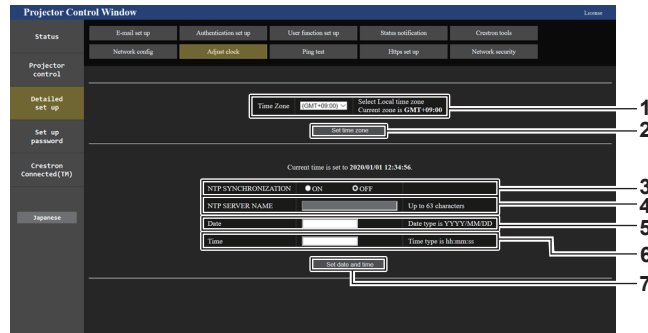 Projector Control Window
License
Status
E-mail set up
Authentication set up
User function set up
Status notification
Crestron tools
Network config
Adjust clock
Ping test
Https set up
Network security
Projector
control
Detailed
set up
Set up
password
Crestron
Connected(TM)
Japanese
Time Zone
(GMT+09:00)
Select Local time zone
Current zone is GMT+09:00
1
Set time zone
2
Current time is set to 2020/01/01 12:34:56.
NTP SYNCHRONIZATION
ON
OFF
3
NTP SERVER NAME
Up to 63 characters
4
Date
Date type is YYYY/MM/DD
5
Time
Time type is hh:mm:ss
6
Set date and time
7